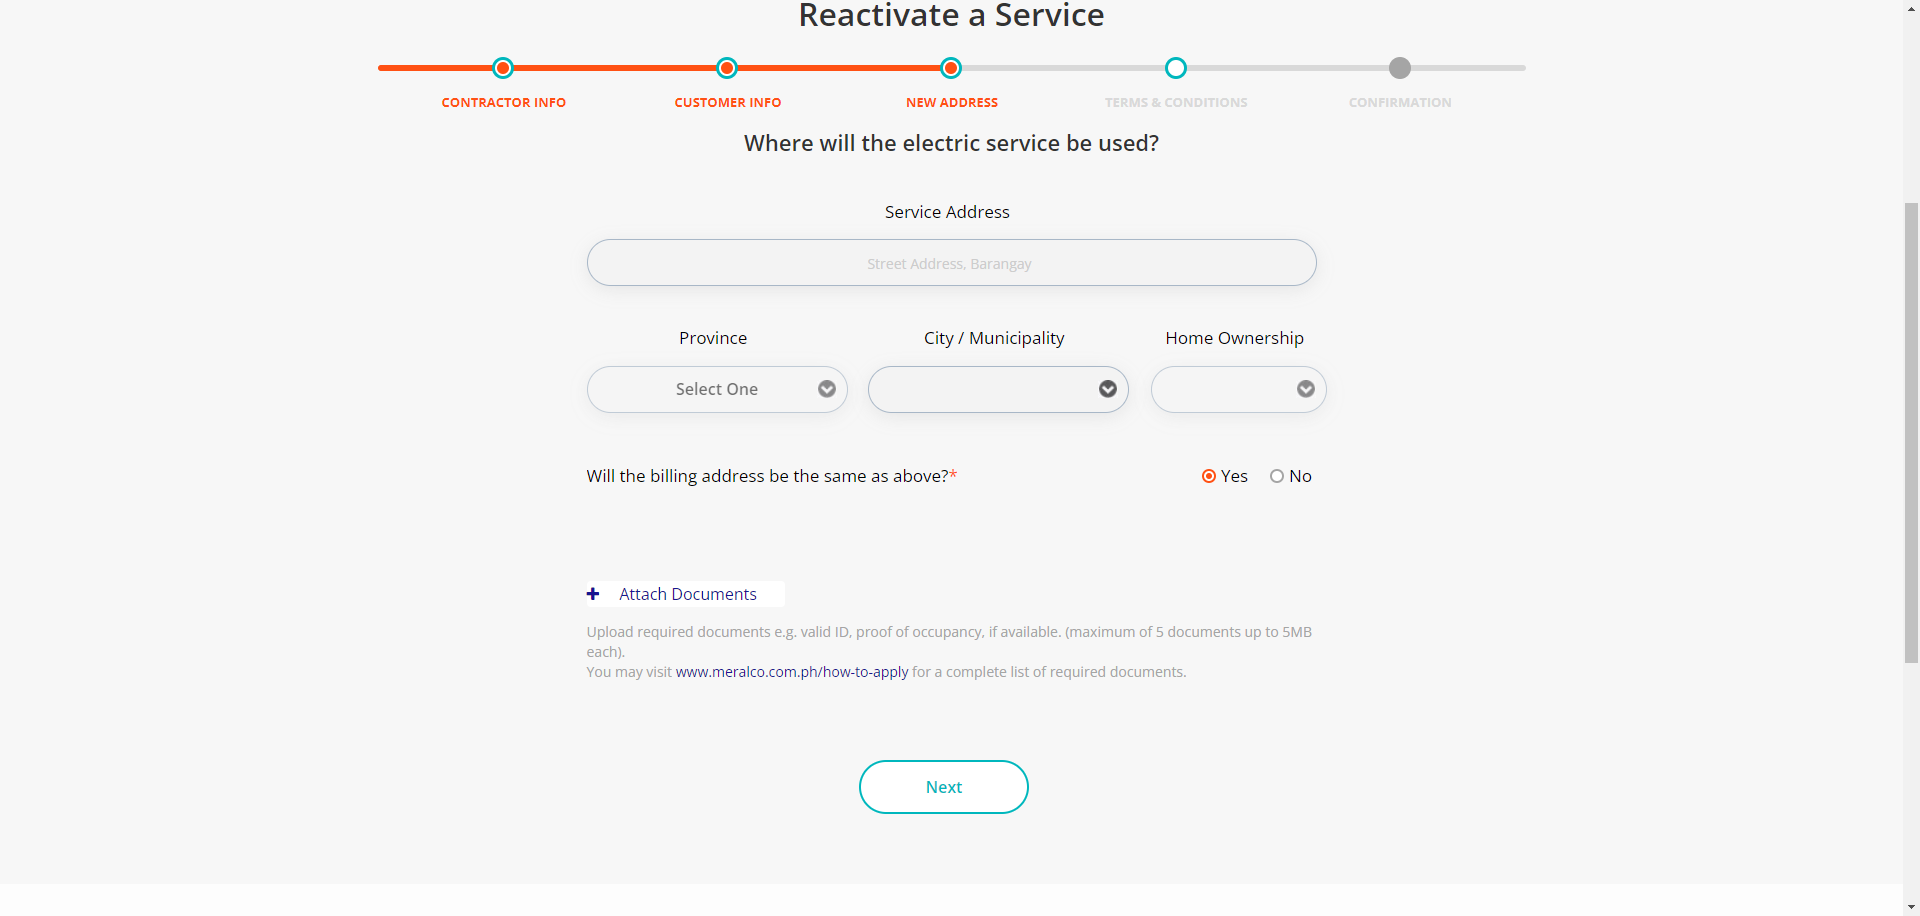 Reactivate a Service
CONTRACTOR INFO
CUSTOMER INFO
NEW ADDRESS
TERMS & CONDITIONS
CONFIRMATION
Where will the electric service be used?
Service Address
Street Address, Barangay
Province
City / Municipality
Home Ownership
Select One
Will the billing address be the same as above?*
Yes
No
Attach Documents
Upload required documents e.g. valid ID, proof of occupancy, if available. (maximum of 5 documents up to 5MB
each).
You may visit www.meralco.com.ph/how-to-apply for a complete list of required documents.
Next